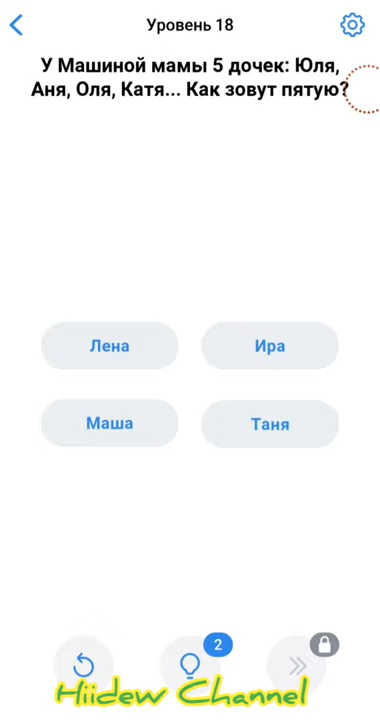 Уровень 18
У Машиной мамы 5 дочек: Юля,
Аня, Оля, Катя... Как зовут пятую?
Лена
Ира
Маша
Таня
2
Hiidew Channel